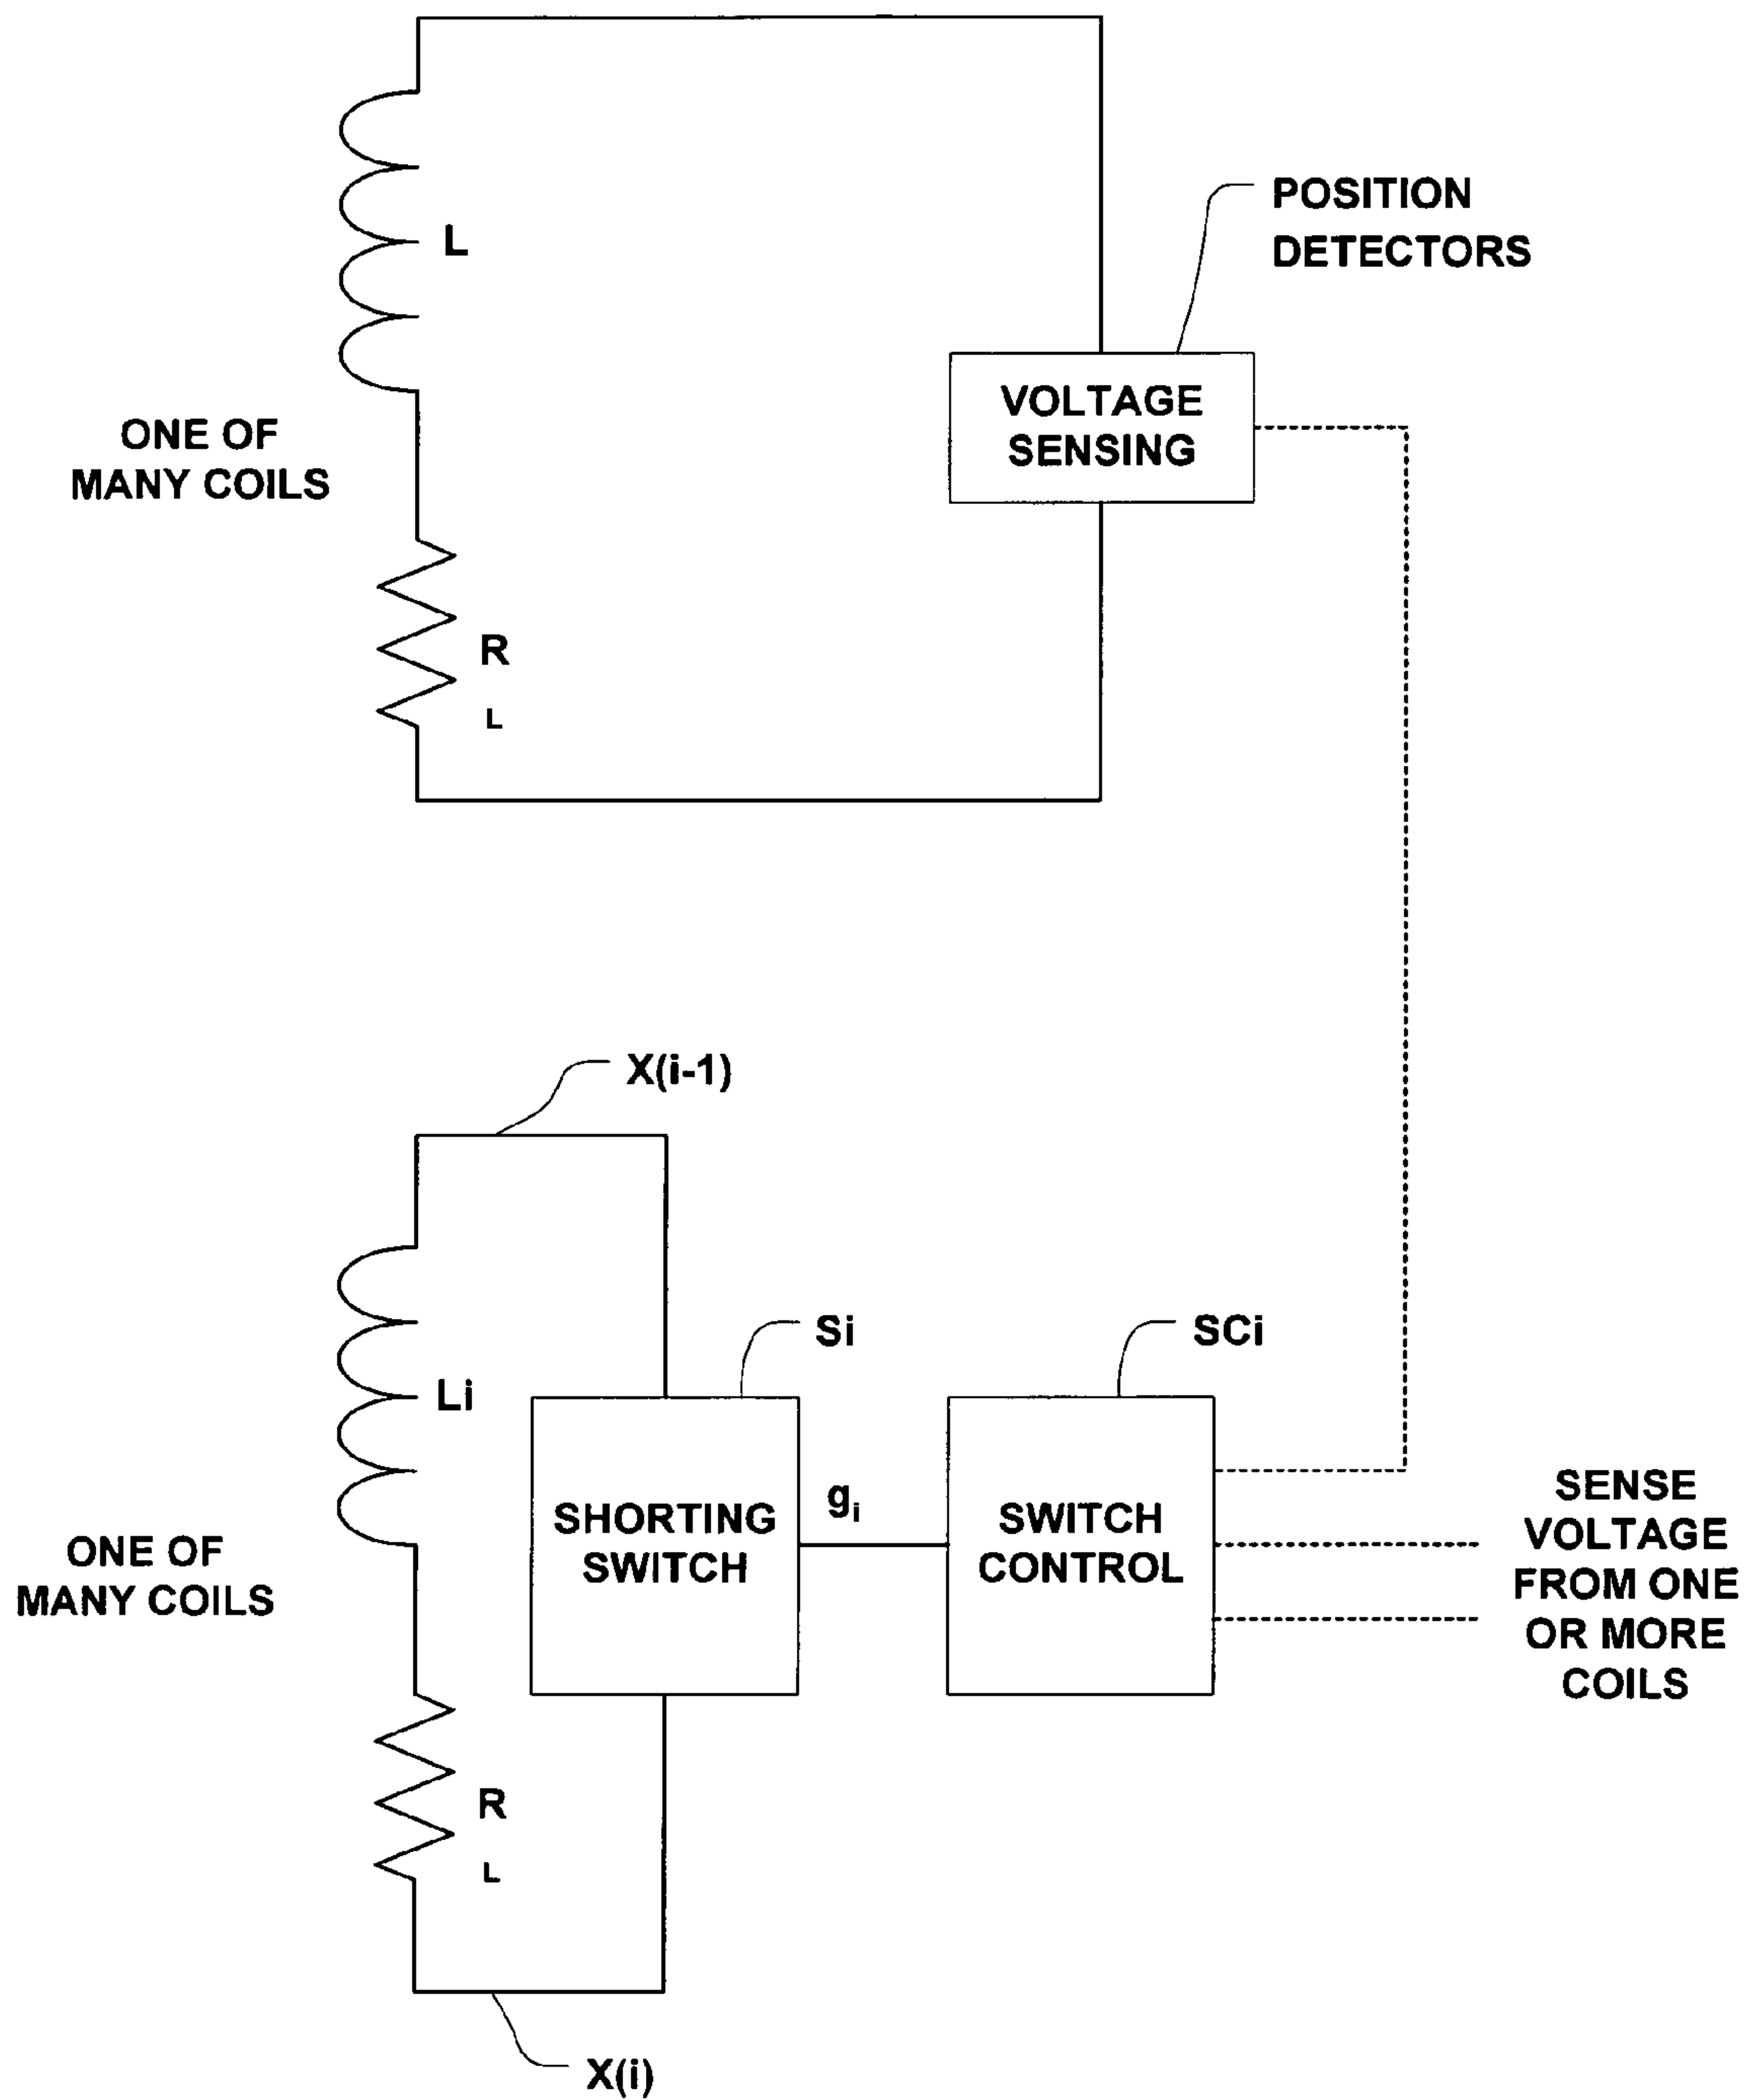 L
POSITION
DETECTORS
VOLTAGE
SENSING
ONE OF
MANY COILS
R
L
X(i-1)
Si
SCi
Li
SHORTING
SWITCH
gi
SWITCH
CONTROL
SENSE
VOLTAGE
FROM ONE
OR MORE
COILS
ONE OF
MANY COILS
R
L
X(i)